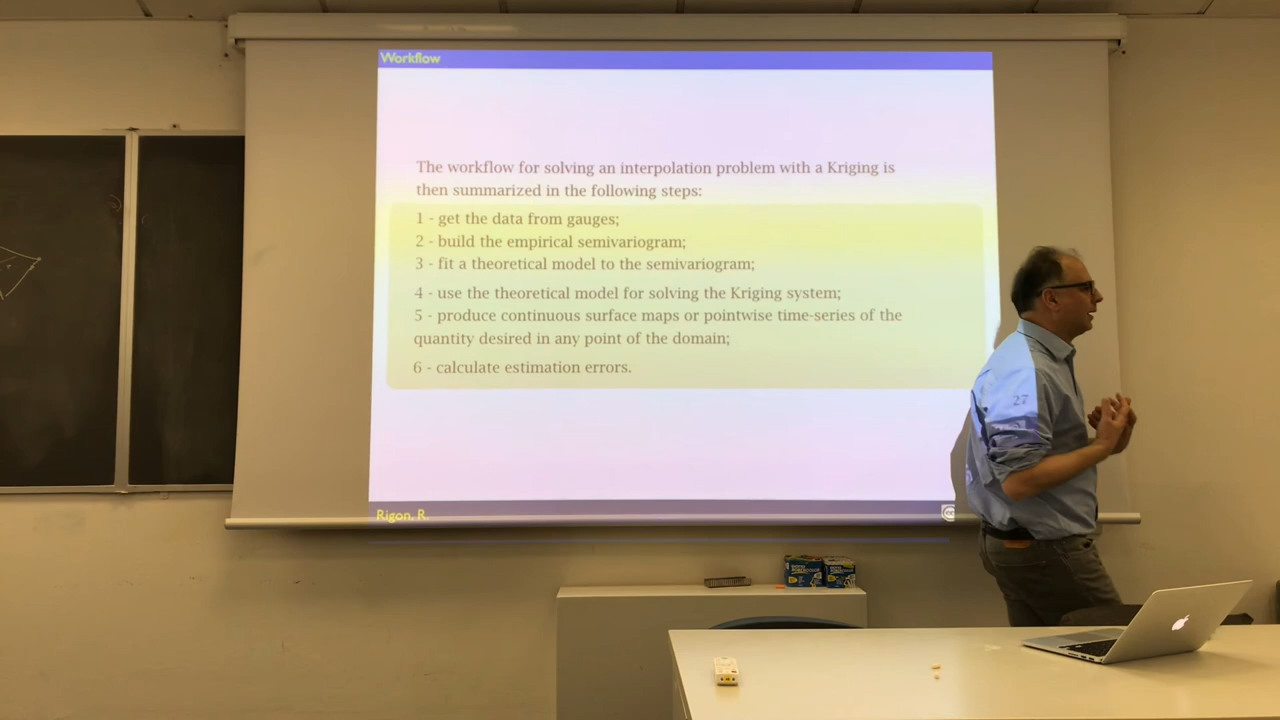 Workflow
The workflow for solving an interpolation problem with a Kriging is
then summarized in the following steps:
1 - get the data from gauges;
2 - build the empirical semivariogram;
3 - fit a theoretical model to the semivariogram;
4 - use the theoretical model for solving the Kriging system;
5 - produce continuous surface maps or pointwise time-series of the
quantity desired in any point of the domain;
6 - calculate estimation errors.
27
Rigon, R.
cc